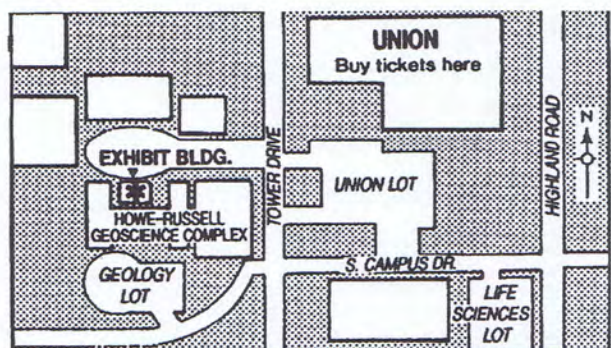 UNION
Buy tickets here
EXHIBIT BLDG.
HOWE-RUSSELL
GEOSCIENCE COMPLEX
GEOLOGY
LOT
TOWER DRIVE
UNION LOT
HIGHLAND ROAD
N
S. CAMPUS DR.
LIFE
SCIENCES
LOT